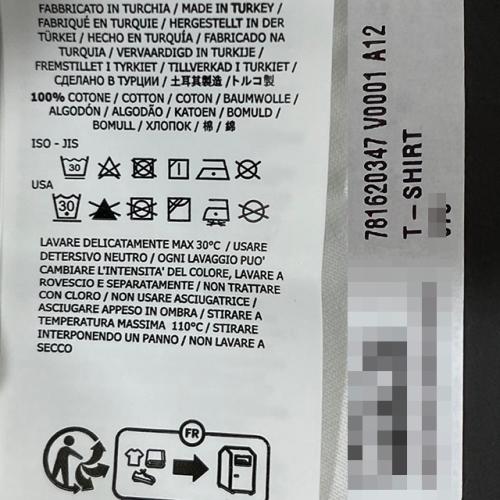 FABBRICATO IN TURCHIA / MADE IN TURKEY /
FABRIQUÉ EN TURQUIE / HERGESTELLT IN DER
TÜRKEI / HECHO EN TURQUÍA / FABRICADO NA
TURQUIA / VERVAARDIGD IN TURKIJE /
FREMSTILLET I TYRKIET / TILLVERKAD I TURKIET /
СДЕЛАНО В ТУРЦИИ / 土耳其製造 /トルコ製
100% COTONE / COTTON / COTON / BAUMWOLLE /
ALGODÓN / ALGODÃO / KATOEN / BOMULD /
BOMULL / ХЛОПОК / 棉 / 綿
ISO - JIS
30
USA
30
LAVARE DELICATAMENTE MAX 30°C / USARE
DETERSIVO NEUTRO / OGNI LAVAGGIO PUO'
CAMBIARE L'INTENSITA' DEL COLORE, LAVARE A
ROVESCIO E SEPARATAMENTE / NON TRATTARE
CON CLORO / NON USARE ASCIUGATRICE /
ASCIUGARE APPESO IN OMBRA / STIRARE A
TEMPERATURA MASSIMA 110°C / STIRARE
INTERPONENDO UN PANNO / NON LAVARE A
SECCO
FR
781620347 V0001 A12
T-SHIRT